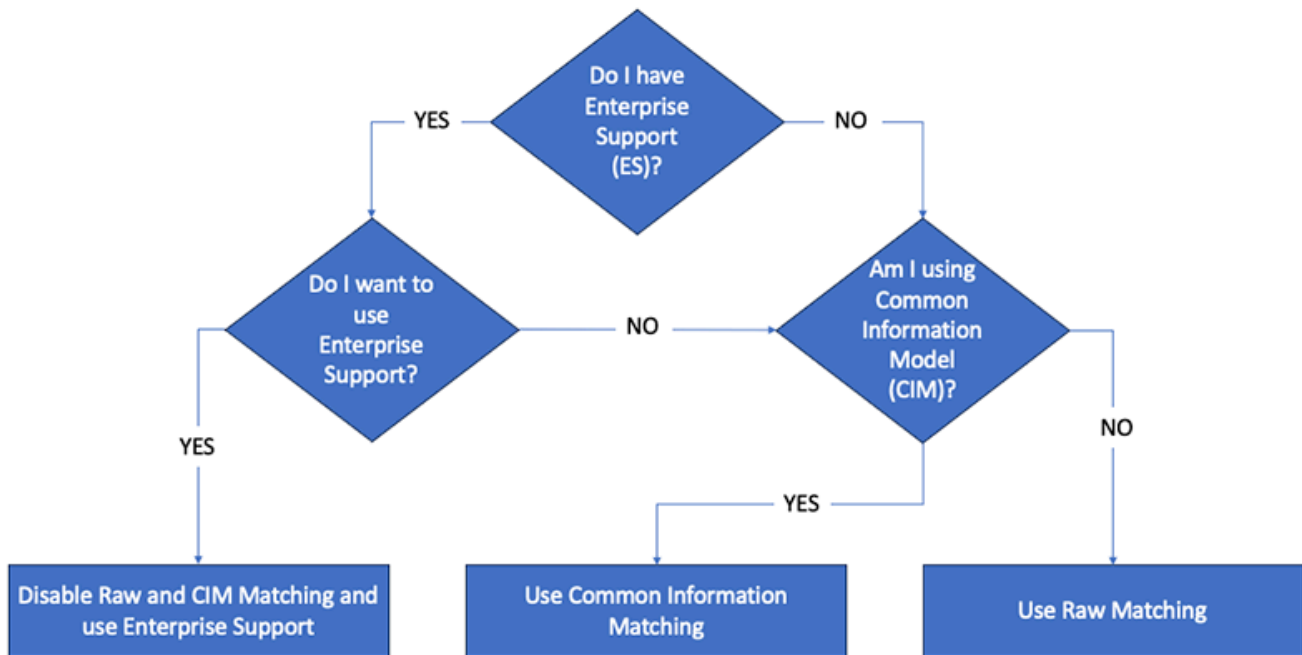 Do I have
Enterprise
Support
(ES)?
YES
NO
Do I want to
use
Enterprise
Support?
NO
Am I using
Common
Information
Model
(CIM)?
YES
NO
YES
Disable Raw and CIM Matching and
use Enterprise Support
Use Common Information
Matching
Use Raw Matching